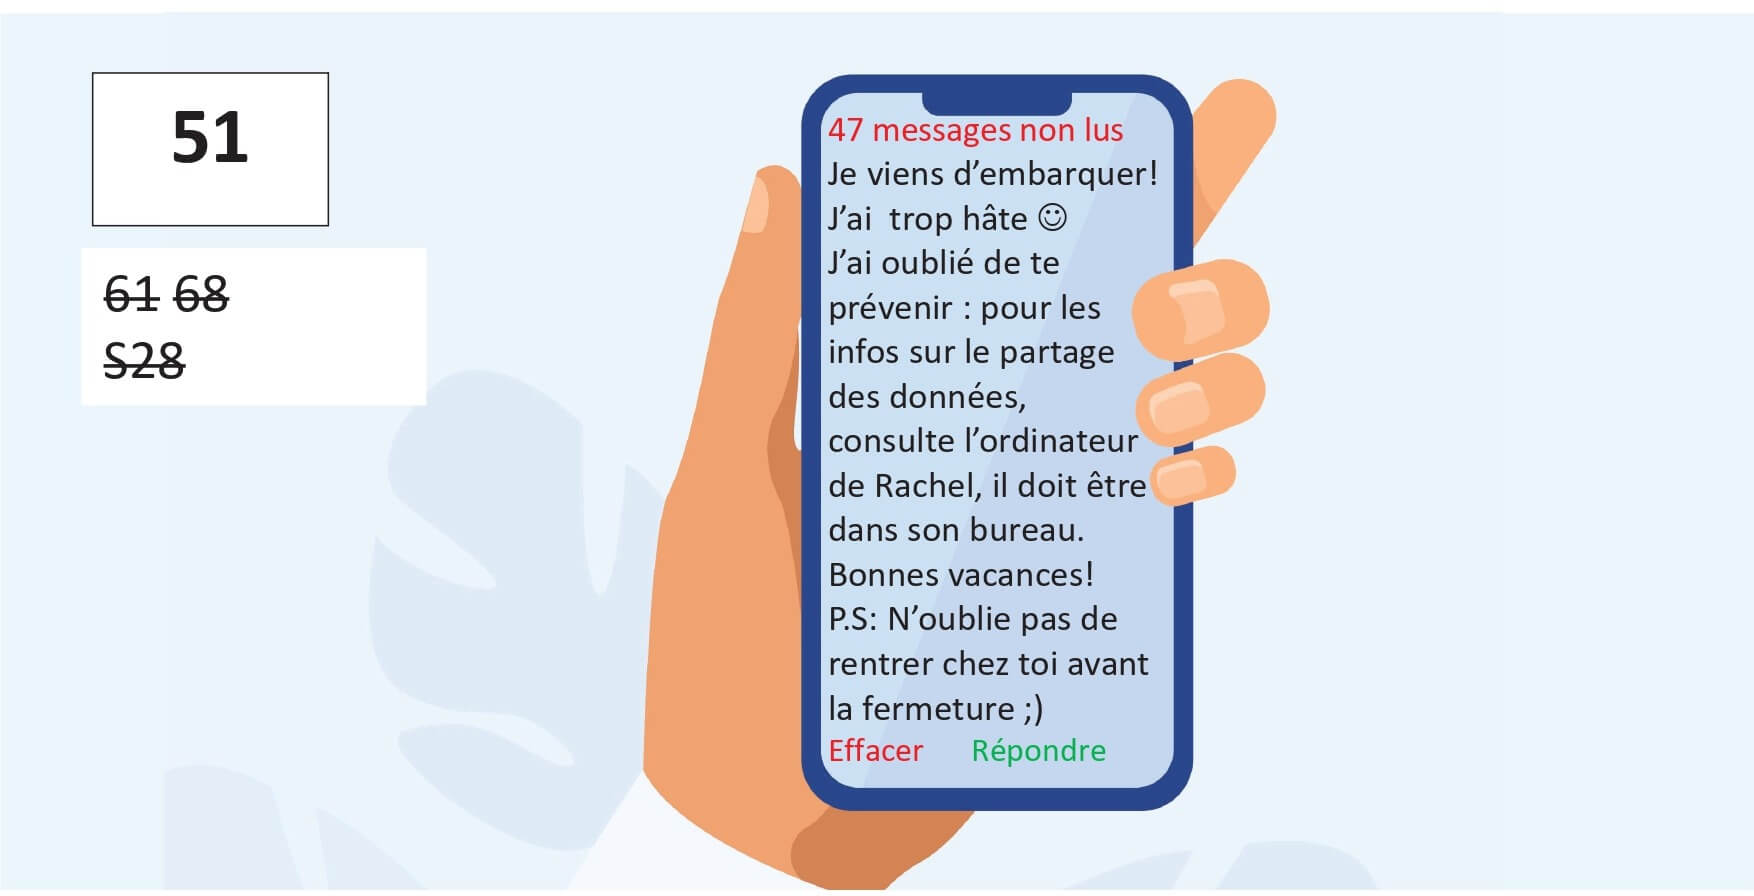 51
61 68
S28
47 messages non lus
Je viens d’embarquer!
J’ai  trop hâte ☺
J’ai oublié de te
prévenir : pour les
infos sur le partage
des données,
consulte l’ordinateur
de Rachel, il doit être
dans son bureau.
Bonnes vacances!
P.S: N’oublie pas de
rentrer chez toi avant
la fermeture ;)
Effacer Répondre